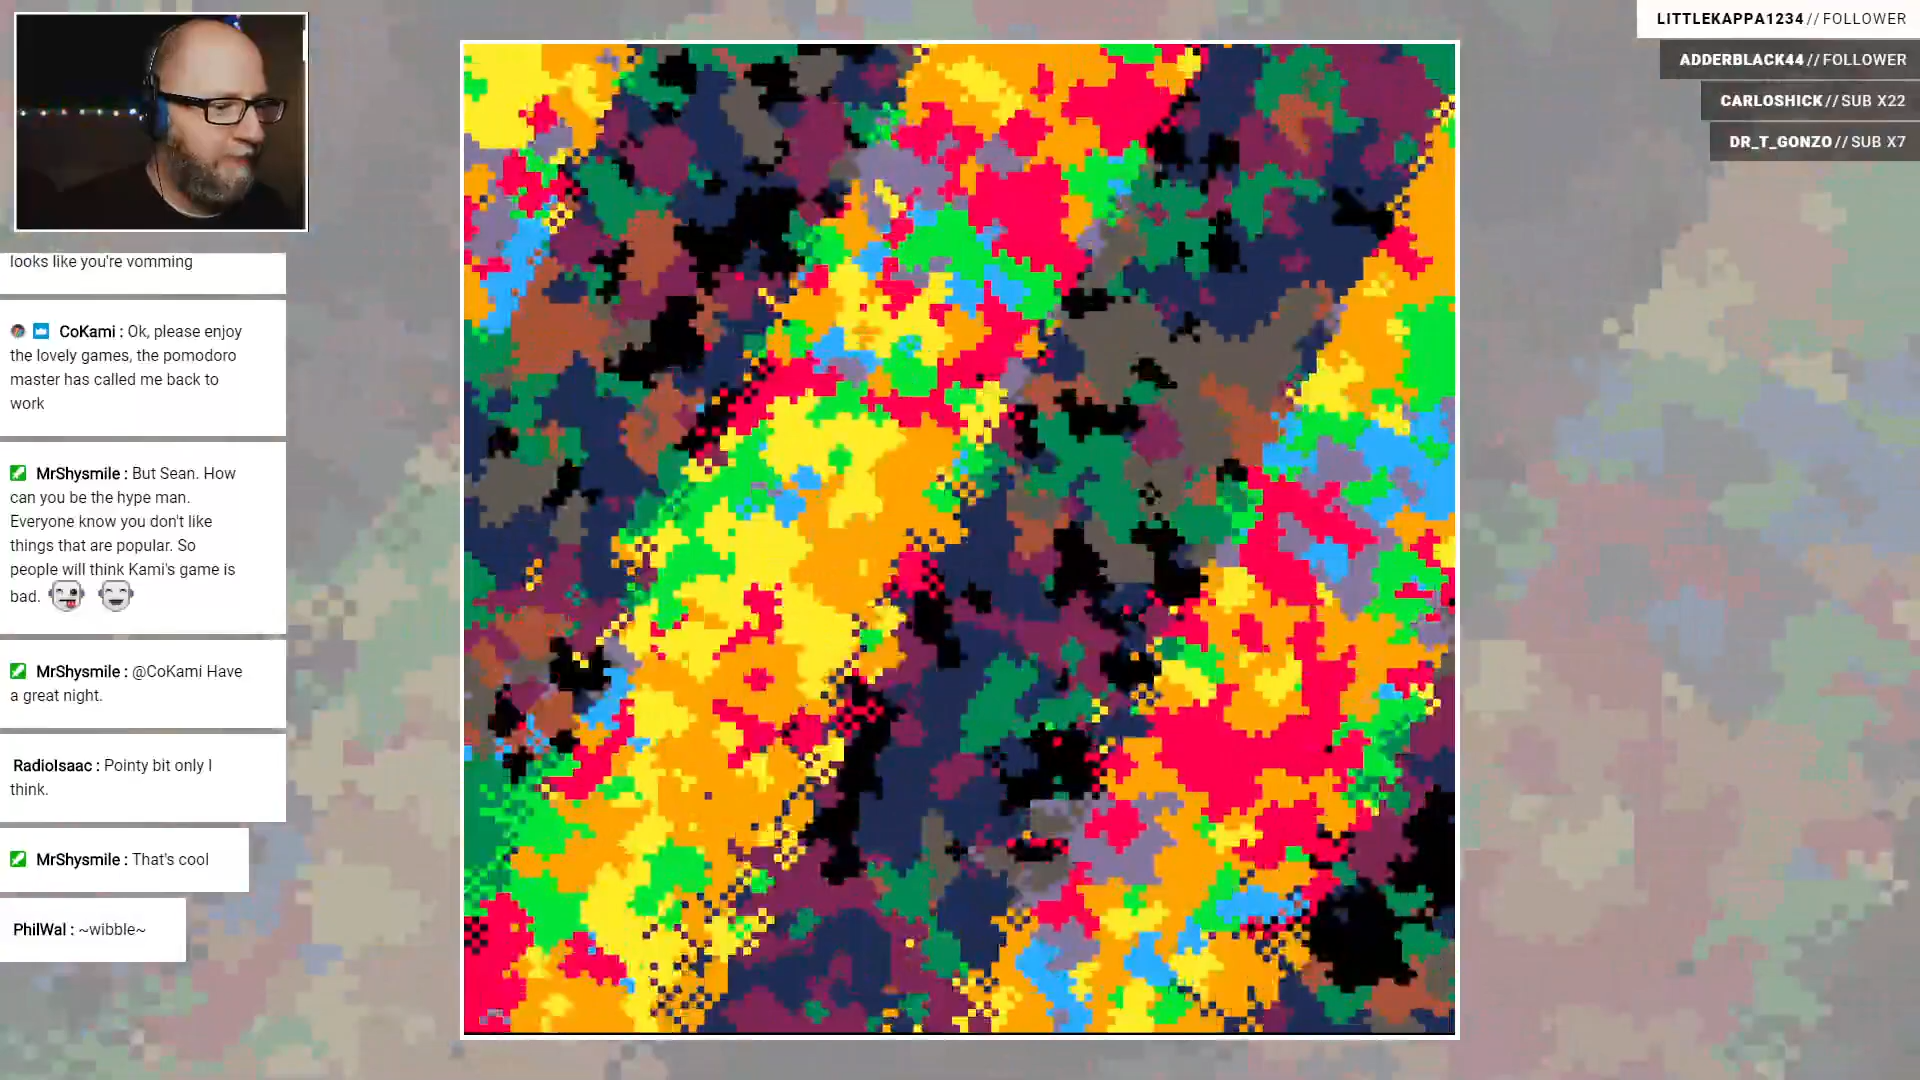 LITTLEKAPPA1234 // FOLLOWER
ADDERBLACK44 // FOLLOWER
CARLOSHICK // SUB X22
DR_T_GONZO // SUB X7
looks like you're vomming
CoKami : Ok, please enjoy
the lovely games, the pomodoro
master has called me back to
work
MrShysmile : But Sean. How
can you be the hype man.
Everyone know you don't like
things that are popular. So
people will think Kami's game is
bad.
MrShysmile : @CoKami Have
a great night.
RadioIsaac : Pointy bit only I
think.
MrShysmile : That's cool
PhilWal : ~wibble~